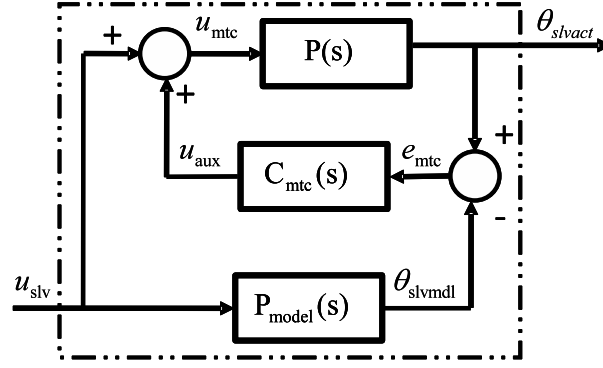 + u_mtc P(s) θ_slvact
+
u_aux C_mtc(s) e_mtc +
-
u_slv P_model(s) θ_slvmdl